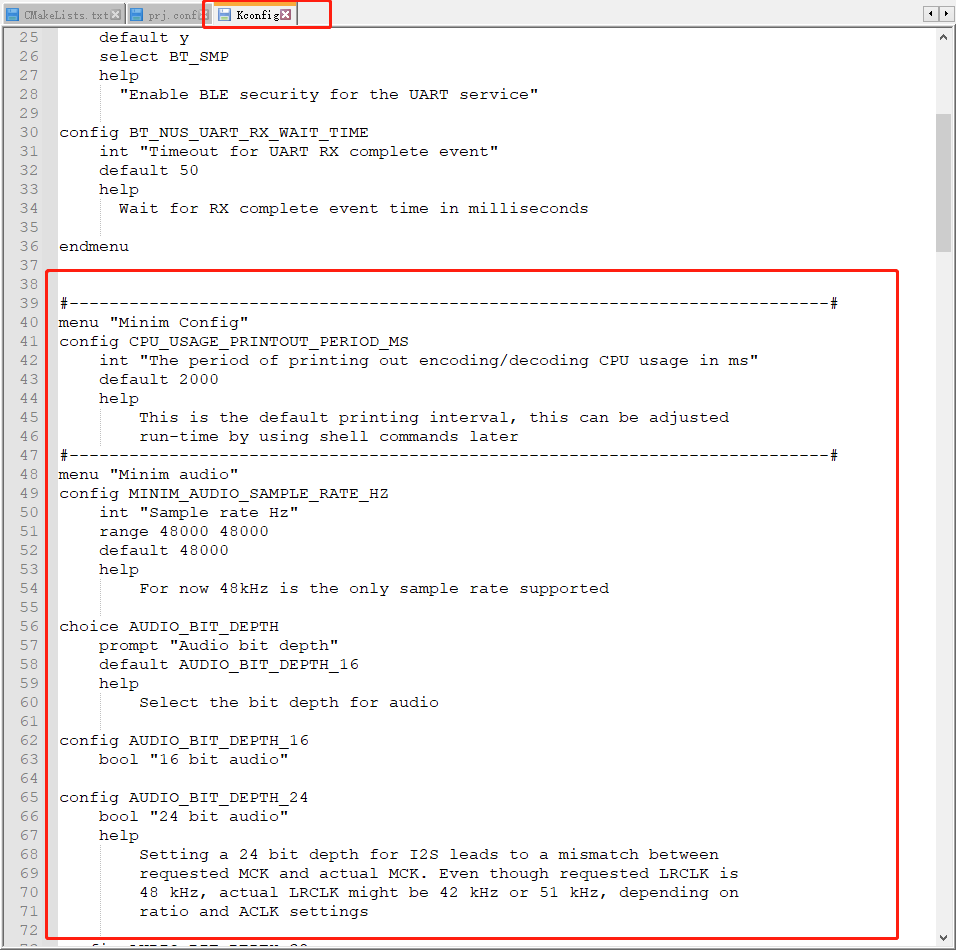 CMakeLists.txt prj.conf Kconfig
25 default y
26 select BT_SMP
27 help
28 "Enable BLE security for the UART service"
29
30 config BT_NUS_UART_RX_WAIT_TIME
31 int "Timeout for UART RX complete event"
32 default 50
33 help
34 Wait for RX complete event time in milliseconds
35
36 endmenu
37
38
39 #----------------------------------------------------------------------------#
40 menu "Minim Config"
41 config CPU_USAGE_PRINTOUT_PERIOD_MS
42 int "The period of printing out encoding/decoding CPU usage in ms"
43 default 2000
44 help
45 This is the default printing interval, this can be adjusted
46 run-time by using shell commands later
47 #----------------------------------------------------------------------------#
48 menu "Minim audio"
49 config MINIM_AUDIO_SAMPLE_RATE_HZ
50 int "Sample rate Hz"
51 range 48000 48000
52 default 48000
53 help
54 For now 48kHz is the only sample rate supported
55
56 choice AUDIO_BIT_DEPTH
57 prompt "Audio bit depth"
58 default AUDIO_BIT_DEPTH_16
59 help
60 Select the bit depth for audio
61
62 config AUDIO_BIT_DEPTH_16
63 bool "16 bit audio"
64
65 config AUDIO_BIT_DEPTH_24
66 bool "24 bit audio"
67 help
68 Setting a 24 bit depth for I2S leads to a mismatch between
69 requested MCK and actual MCK. Even though requested LRCLK is
70 48 kHz, actual LRCLK might be 42 kHz or 51 kHz, depending on
71 ratio and ACLK settings
72